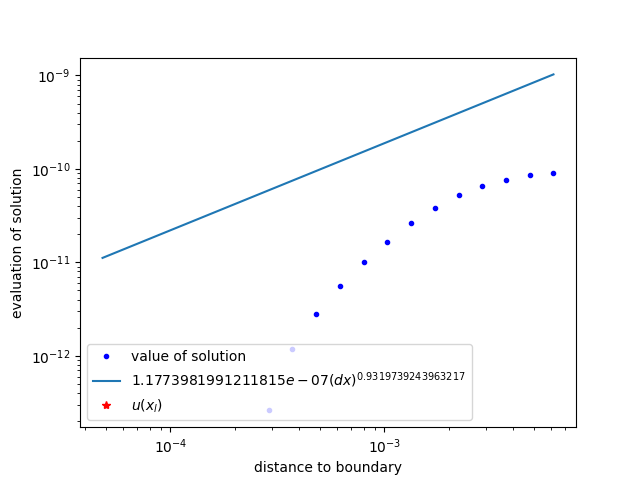 10⁻⁹
10⁻¹⁰
10⁻¹¹
10⁻¹²
evaluation of solution
value of solution
1.1773981991211815e − 07(dx)^0.9319739243963217
u(x_l)
10⁻⁴ 10⁻³
distance to boundary